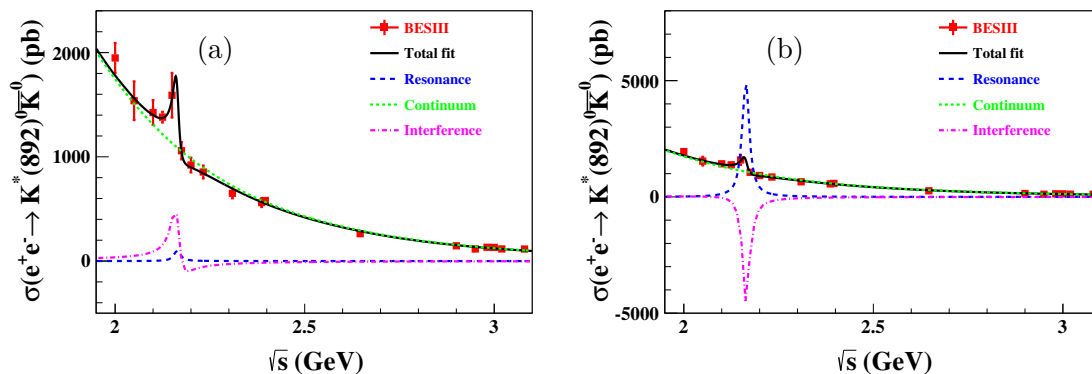 σ(e⁺e⁻→ K*(892)⁰K̅⁰) (pb)
2000
1000
0
(a)
BESIII
Total fit
Resonance
Continuum
Interference
2
2.5
3
√s (GeV)
σ(e⁺e⁻→ K*(892)⁰K̅⁰) (pb)
5000
0
-5000
(b)
BESIII
Total fit
Resonance
Continuum
Interference
2
2.5
3
√s (GeV)